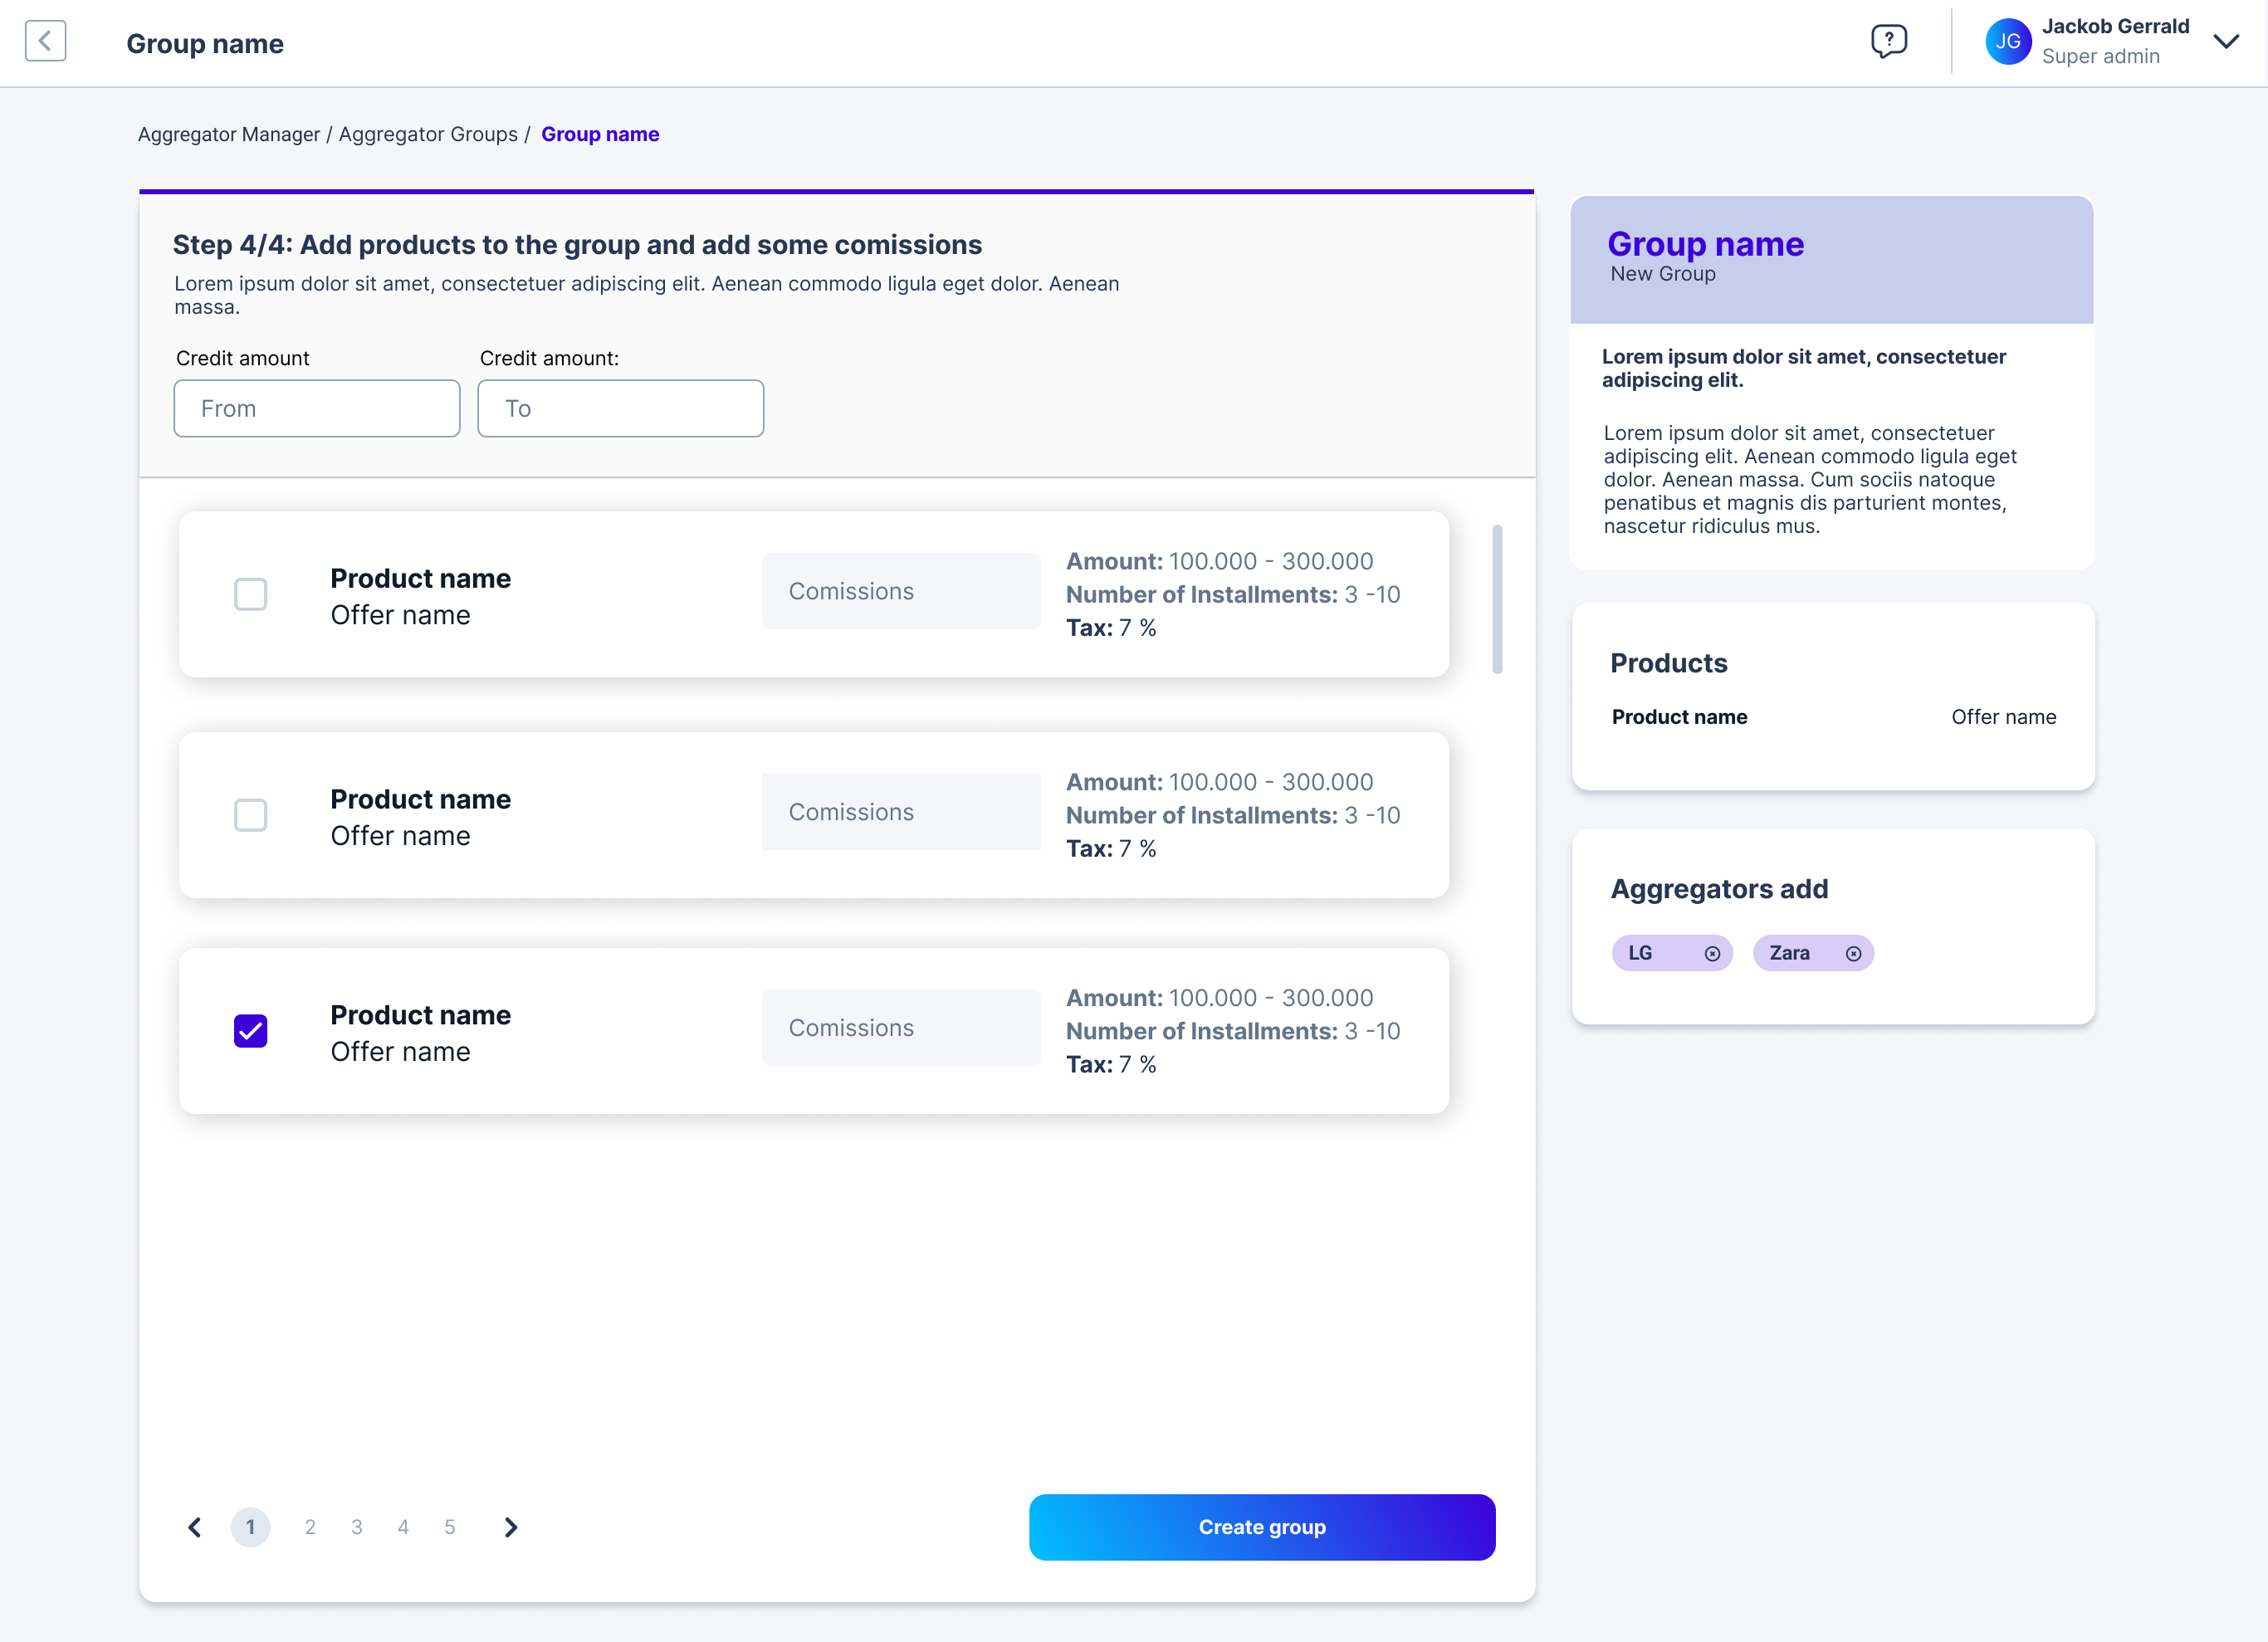 Group name
?
JG
Jackob Gerrald
Super admin
Aggregator Manager / Aggregator Groups / Group name
Step 4/4: Add products to the group and add some comissions
Lorem ipsum dolor sit amet, consectetuer adipiscing elit. Aenean commodo ligula eget dolor. Aenean
massa.
Credit amount
Credit amount:
From
To
Product name
Offer name
Comissions
Amount: 100.000 - 300.000
Number of Installments: 3 -10
Tax: 7 %
Product name
Offer name
Comissions
Amount: 100.000 - 300.000
Number of Installments: 3 -10
Tax: 7 %
Product name
Offer name
Comissions
Amount: 100.000 - 300.000
Number of Installments: 3 -10
Tax: 7 %
1 2 3 4 5
Create group
Group name
New Group
Lorem ipsum dolor sit amet, consectetuer
adipiscing elit.
Lorem ipsum dolor sit amet, consectetuer
adipiscing elit. Aenean commodo ligula eget
dolor. Aenean massa. Cum sociis natoque
penatibus et magnis dis parturient montes,
nascetur ridiculus mus.
Products
Product name
Offer name
Aggregators add
LG
Zara